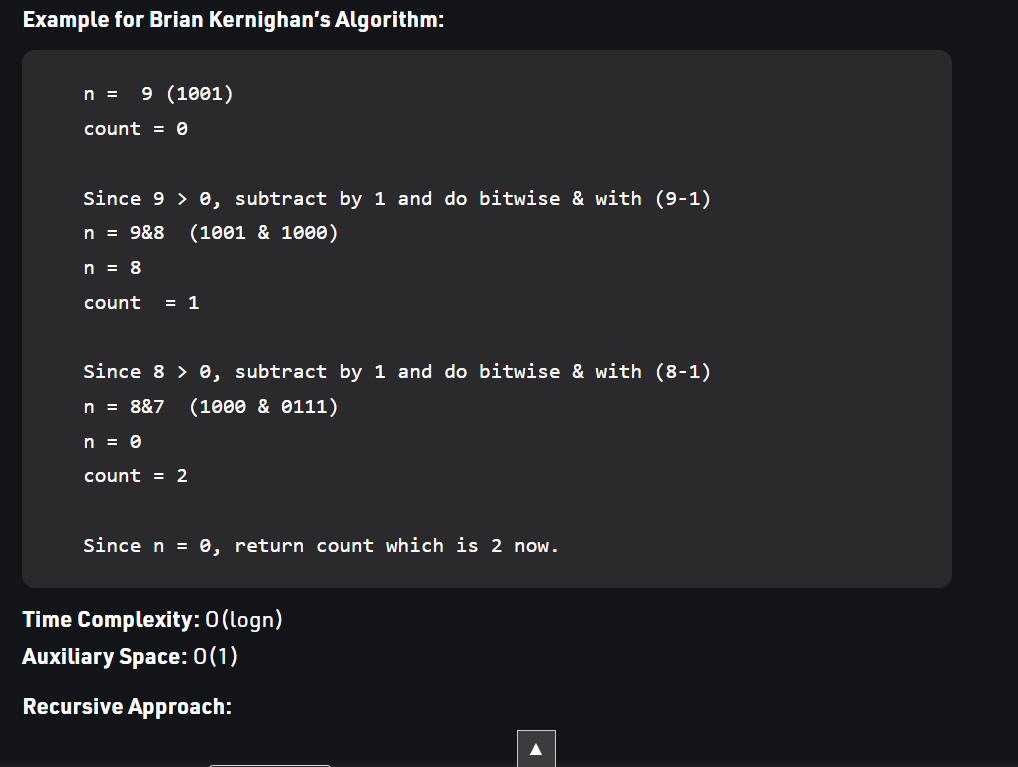 Example for Brian Kernighan’s Algorithm:
n =  9 (1001)
count = 0
Since 9 > 0, subtract by 1 and do bitwise & with (9-1)
n = 9&8  (1001 & 1000)
n = 8
count  = 1
Since 8 > 0, subtract by 1 and do bitwise & with (8-1)
n = 8&7  (1000 & 0111)
n = 0
count = 2
Since n = 0, return count which is 2 now.
Time Complexity: O(logn)
Auxiliary Space: O(1)
Recursive Approach:
▲